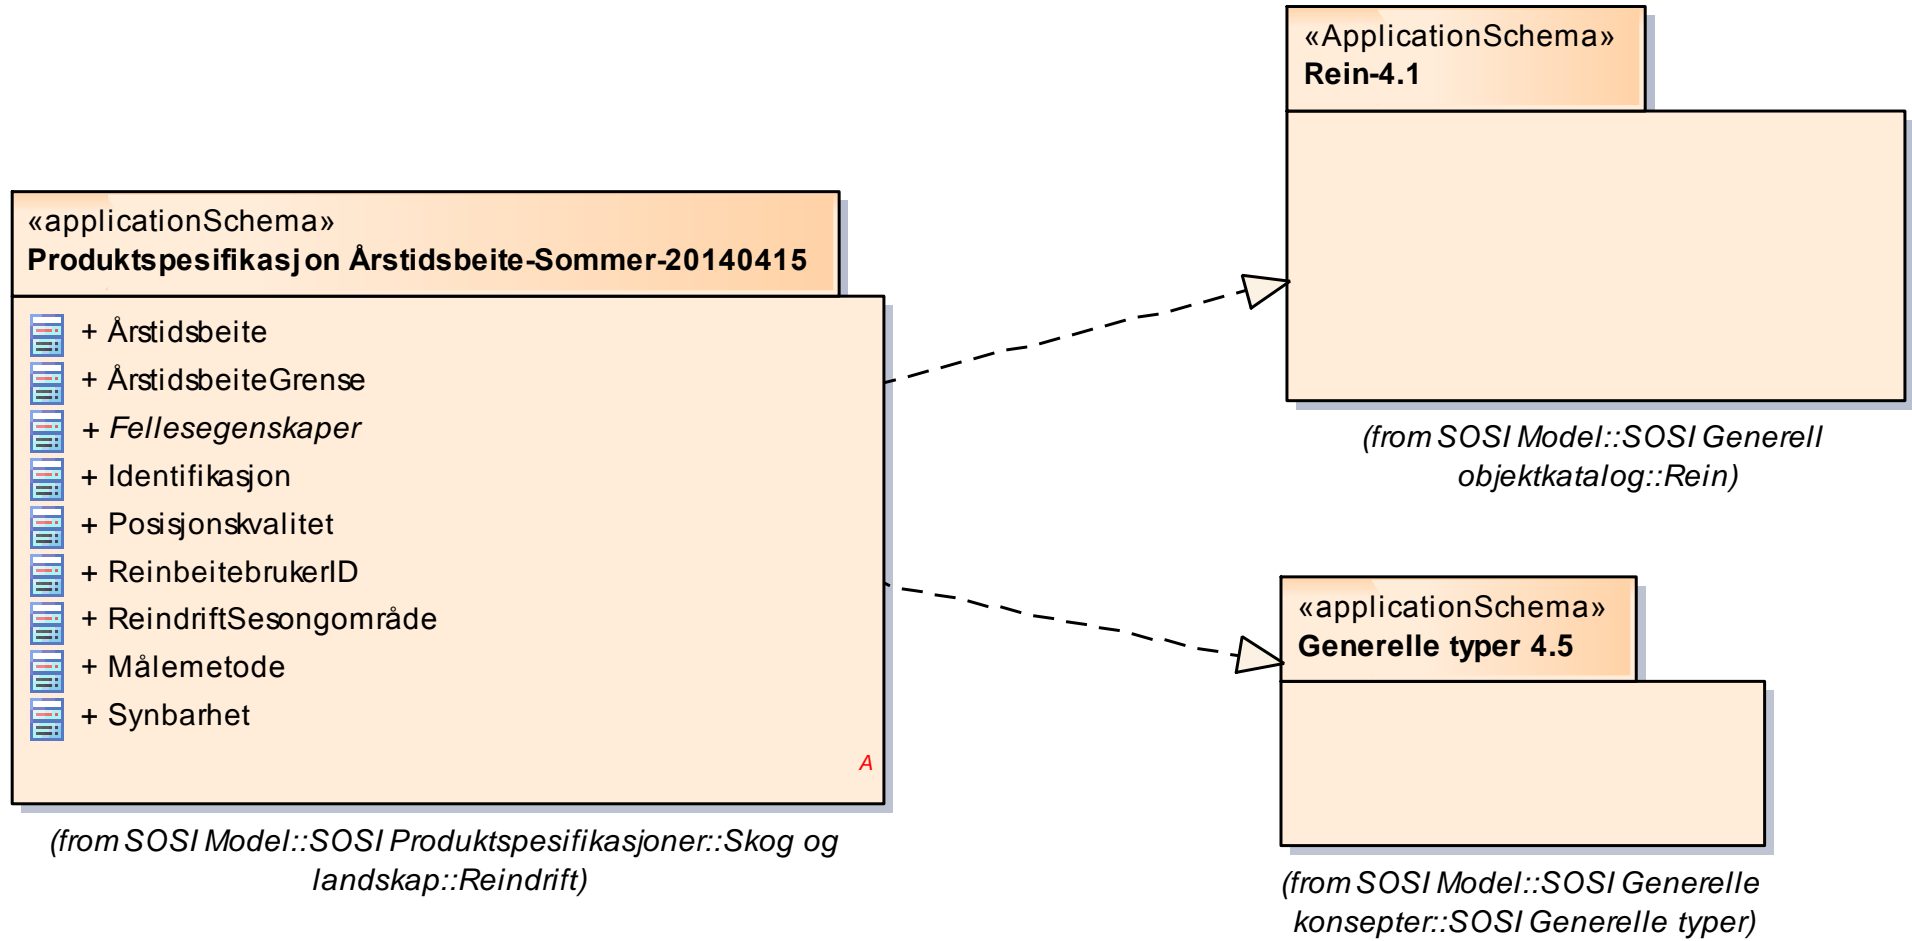 «ApplicationSchema»
Rein-4.1
(from SOSI Model::SOSI Generell
objektkatalog::Rein)
«applicationSchema»
Produktspesifikasjon Årstidsbeite-Sommer-20140415
+ Årstidsbeite
+ ÅrstidsbeiteGrense
+ Fellesegenskaper
+ Identifikasjon
+ Posisjonskvalitet
+ ReinbeitebrukerID
+ ReindriftSesongområde
+ Målemetode
+ Synbarhet
A
(from SOSI Model::SOSI Produktspesifikasjoner::Skog og
landskap::Reindrift)
«applicationSchema»
Generelle typer 4.5
(from SOSI Model::SOSI Generelle
konsepter::SOSI Generelle typer)